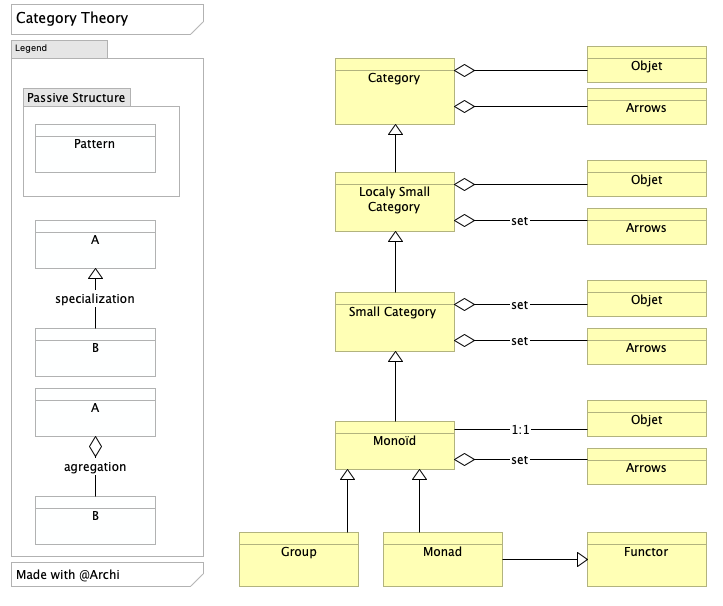 Category Theory
Legend
Passive Structure
Pattern
A
specialization
B
A
agregation
B
Made with @Archi
Category
Objet
Arrows
Localy Small
Category
Objet
set
Arrows
Small Category
set
Objet
set
Arrows
Monoïd
1:1
Objet
set
Arrows
Group
Monad
Functor